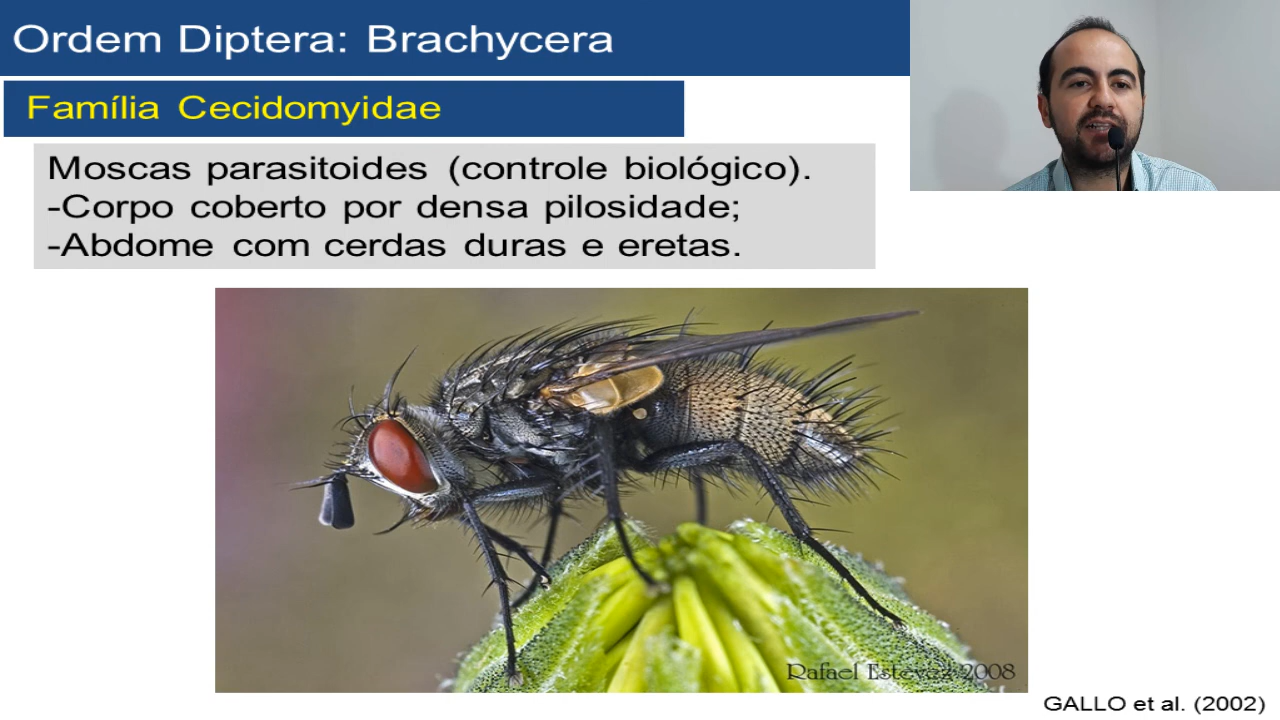 Ordem Diptera: Brachycera
Família Cecidomyidae
Moscas parasitoides (controle biológico).
-Corpo coberto por densa pilosidade;
-Abdome com cerdas duras e eretas.
Rafael Estevez 2008
GALLO et al. (2002)